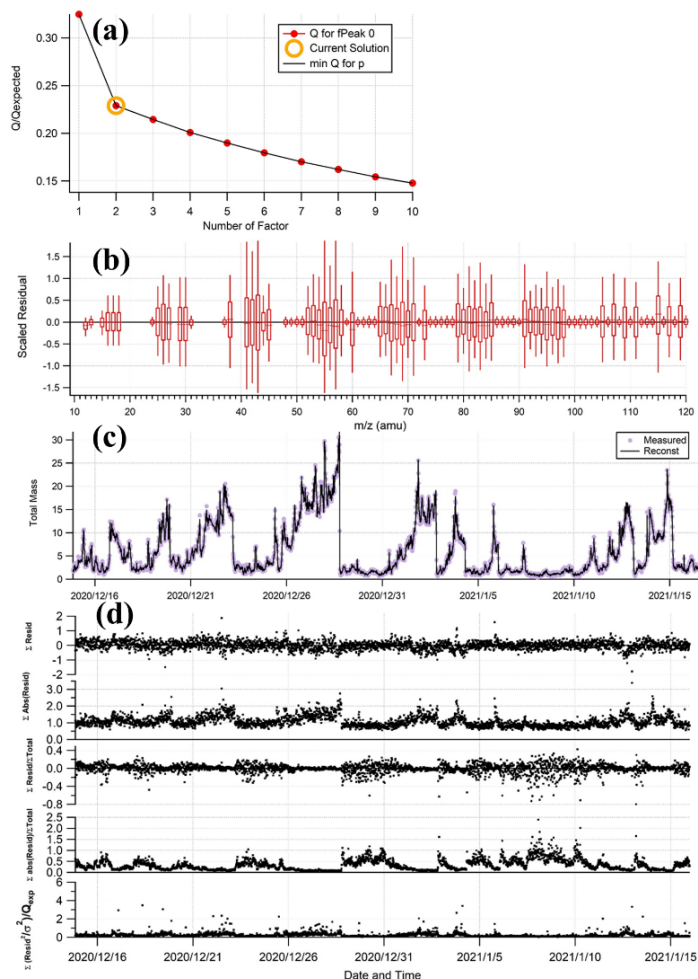 (a)
Q for fPeak 0
Current Solution
min Q for p
Q/Qexpected
0.30
0.25
0.20
0.15
1 2 3 4 5 6 7 8 9 10
Number of Factor
(b)
Scaled Residual
1.5
1.0
0.5
0.0
-0.5
-1.0
-1.5
10 20 30 40 50 60 70 80 90 100 110 120
m/z (amu)
(c)
Measured
Reconst
Total Mass
30
25
20
15
10
5
0
2020/12/16 2020/12/21 2020/12/26 2020/12/31 2021/1/5 2021/1/10 2021/1/15
(d)
Σ Resid
2
1
0
-1
-2
Σ Abs(Resid)
3.0
2.0
1.0
0.0
Σ Resid/ΣTotal
0.4
0.0
-0.4
-0.8
Σ abs(Resid)/ΣTotal
2.5
2.0
1.5
1.0
0.5
0.0
Σ (Resid²/σ²)/Qexp
6
4
2
0
2020/12/16 2020/12/21 2020/12/26 2020/12/31 2021/1/5 2021/1/10 2021/1/15
Date and Time